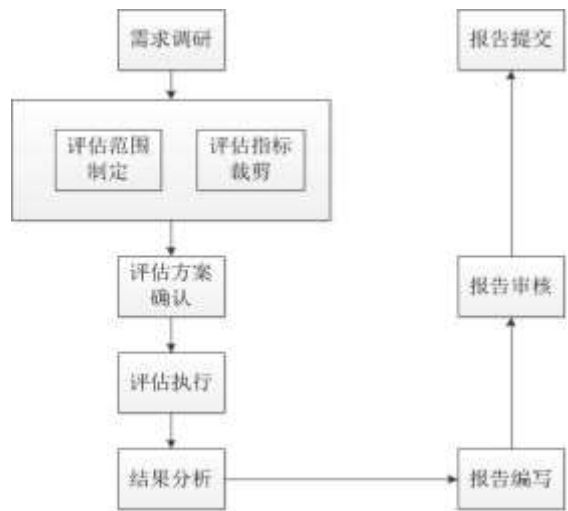 需求调研
评估范围
制定
评估指标
裁剪
评估方案
确认
评估执行
结果分析
报告编写
报告审核
报告提交